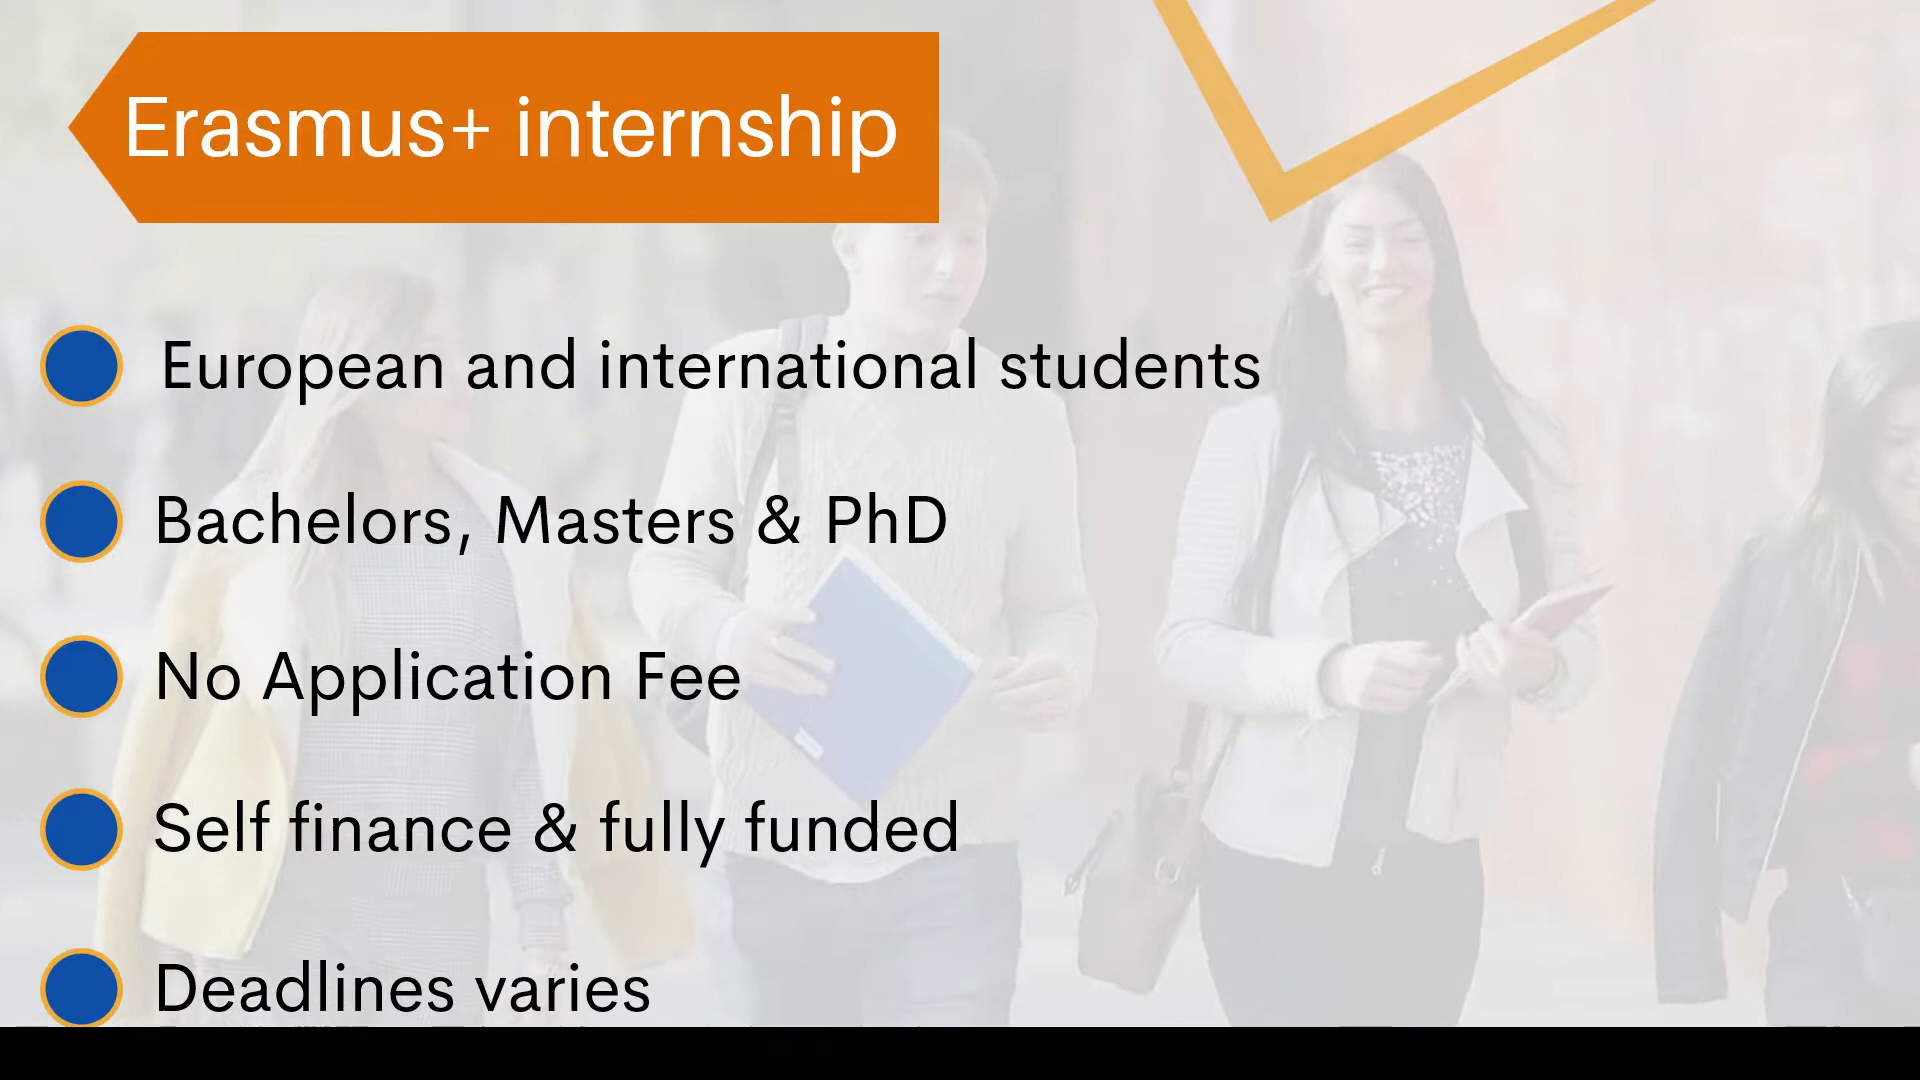 Erasmus+ internship
European and international students
Bachelors, Masters & PhD
No Application Fee
Self finance & fully funded
Deadlines varies